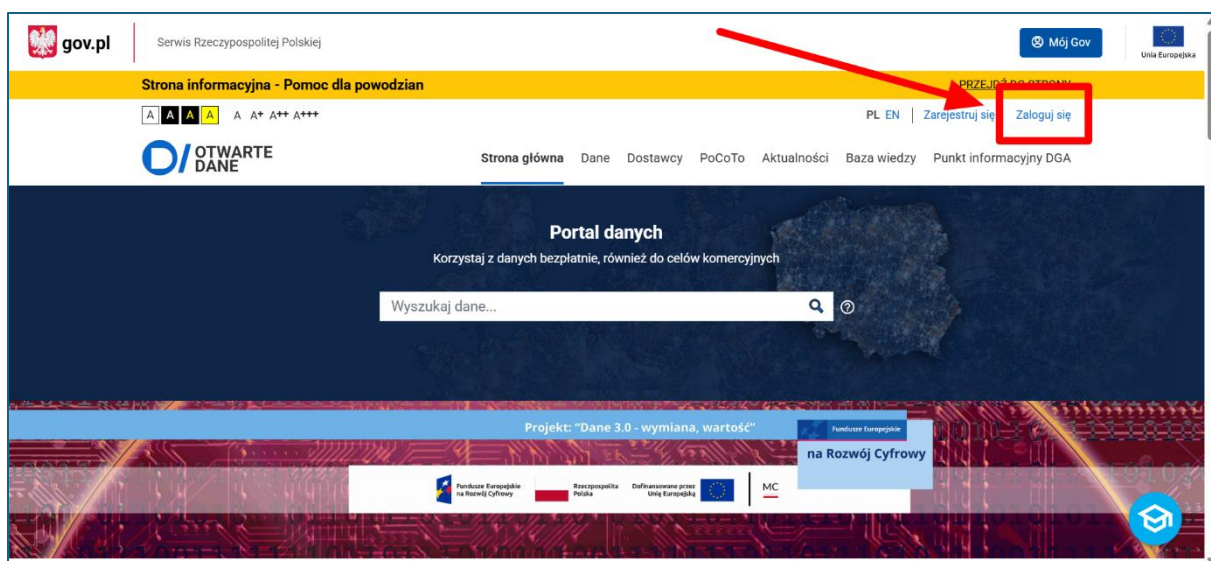 gov.pl
Serwis Rzeczypospolitej Polskiej
Mój Gov
Unia Europejska
Strona informacyjna - Pomoc dla powodzian
PRZEJDŹ DO STRONY
A A A A A A+ A++ A+++
PL EN Zarejestruj się Zaloguj się
OTWARTE
DANE
Strona główna Dane Dostawcy PoCoTo Aktualności Baza wiedzy Punkt informacyjny DGA
Portal danych
Korzystaj z danych bezpłatnie, również do celów komercyjnych
Wyszukaj dane...
Projekt: "Dane 3.0 - wymiana, wartość"
Fundusze Europejskie
na Rozwój Cyfrowy
Fundusze Europejskie
na Rozwój Cyfrowy
Rzeczpospolita
Polska
Dofinansowane przez
Unię Europejską
MC